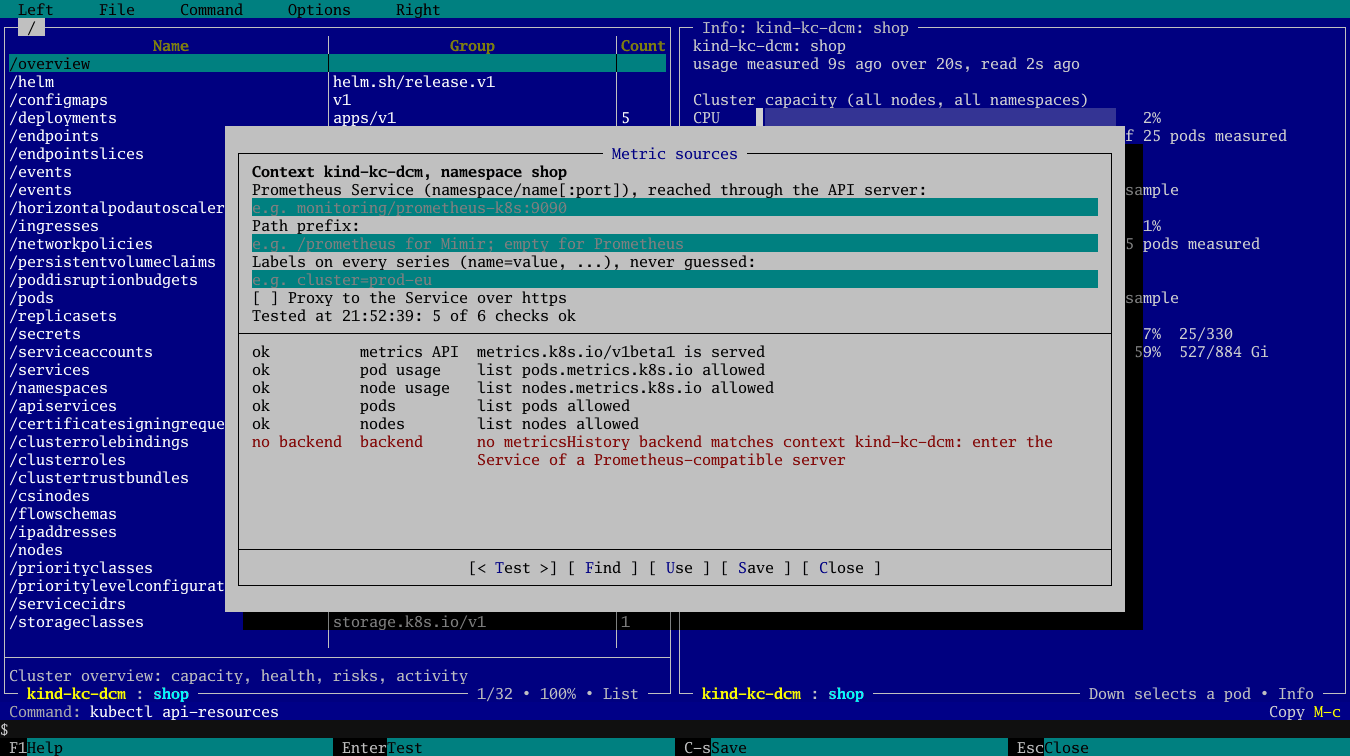 Left File Command Options Right
/
Name Group Count
/overview
/helm helm.sh/release.v1
/configmaps v1
/deployments apps/v1 5
/endpoints
/endpointslices
/events
/events
/horizontalpodautoscaler
/ingresses
/networkpolicies
/persistentvolumeclaims
/poddisruptionbudgets
/pods
/replicasets
/secrets
/serviceaccounts
/services
/namespaces
/apiservices
/certificatesigningreque
/clusterrolebindings
/clusterroles
/clustertrustbundles
/csinodes
/flowschemas
/ipaddresses
/nodes
/priorityclasses
/prioritylevelconfigurat
/servicecidrs
/storageclasses storage.k8s.io/v1 1
Cluster overview: capacity, health, risks, activity
kind-kc-dcm : shop 1/32 • 100% • List
Info: kind-kc-dcm: shop
kind-kc-dcm: shop
usage measured 9s ago over 20s, read 2s ago
Cluster capacity (all nodes, all namespaces)
CPU 2%
f 25 pods measured
sample
1%
5 pods measured
sample
7% 25/330
59% 527/884 Gi
kind-kc-dcm : shop Down selects a pod • Info
Metric sources
Context kind-kc-dcm, namespace shop
Prometheus Service (namespace/name[:port]), reached through the API server:
e.g. monitoring/prometheus-k8s:9090
Path prefix:
e.g. /prometheus for Mimir; empty for Prometheus
Labels on every series (name=value, ...), never guessed:
e.g. cluster=prod-eu
[ ] Proxy to the Service over https
Tested at 21:52:39: 5 of 6 checks ok
ok metrics API metrics.k8s.io/v1beta1 is served
ok pod usage list pods.metrics.k8s.io allowed
ok node usage list nodes.metrics.k8s.io allowed
ok pods list pods allowed
ok nodes list nodes allowed
no backend backend no metricsHistory backend matches context kind-kc-dcm: enter the
Service of a Prometheus-compatible server
[< Test >] [ Find ] [ Use ] [ Save ] [ Close ]
Command: kubectl api-resources Copy M-c
$
F1Help EnterTest C-sSave EscClose